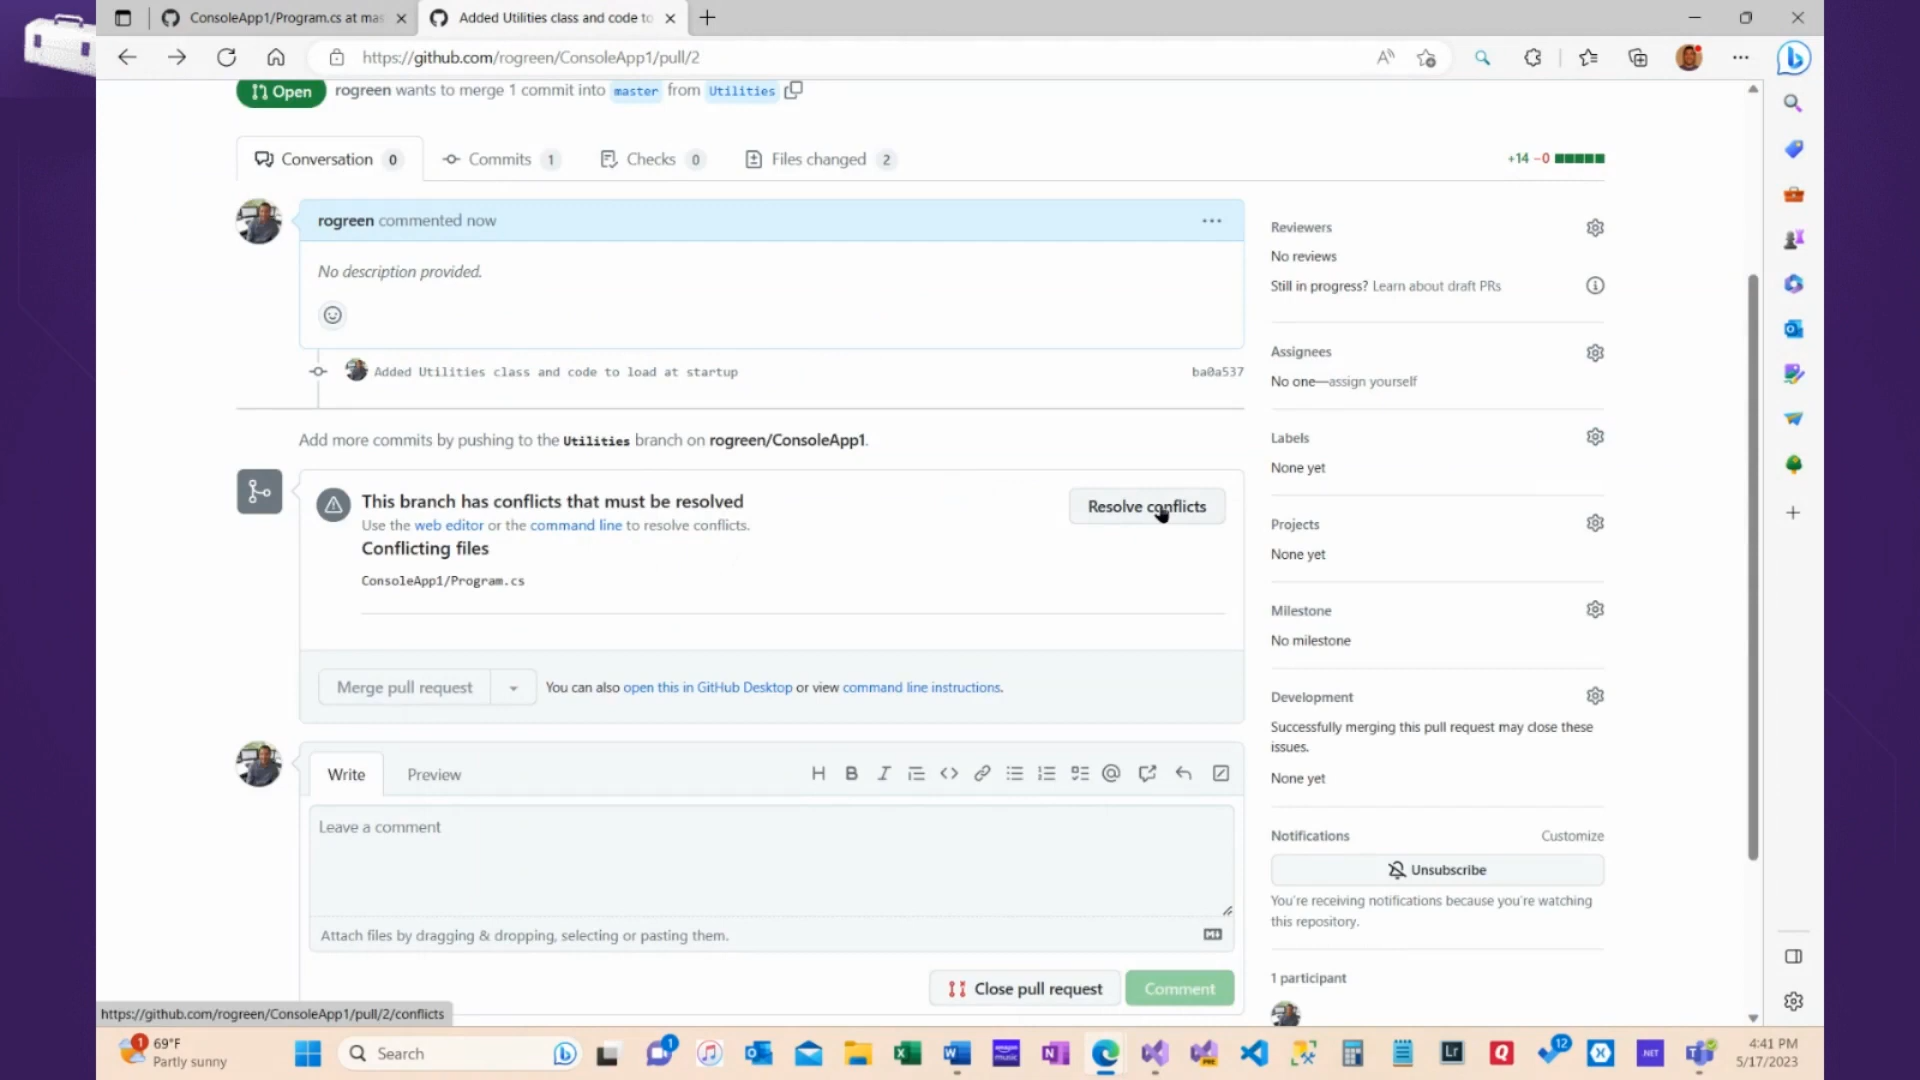 ConsoleApp1/Program.cs at mas
Added Utilities class and code to
https://github.com/rogreen/ConsoleApp1/pull/2
Open
rogreen wants to merge 1 commit into master from Utilities
Conversation 0
Commits 1
Checks 0
Files changed 2
+14 −0
rogreen commented now
No description provided.
Added Utilities class and code to load at startup
ba0a537
Add more commits by pushing to the Utilities branch on rogreen/ConsoleApp1.
This branch has conflicts that must be resolved
Use the web editor or the command line to resolve conflicts.
Resolve conflicts
Conflicting files
ConsoleApp1/Program.cs
Merge pull request
You can also open this in GitHub Desktop or view command line instructions.
Write
Preview
Leave a comment
Attach files by dragging & dropping, selecting or pasting them.
Close pull request
Comment
Reviewers
No reviews
Still in progress? Learn about draft PRs
Assignees
No one—assign yourself
Labels
None yet
Projects
None yet
Milestone
No milestone
Development
Successfully merging this pull request may close these
issues.
None yet
Notifications
Customize
Unsubscribe
You're receiving notifications because you're watching
this repository.
1 participant
https://github.com/rogreen/ConsoleApp1/pull/2/conflicts
1
69°F
Partly sunny
Search
1
Lr
12
.NET
4:41 PM
5/17/2023